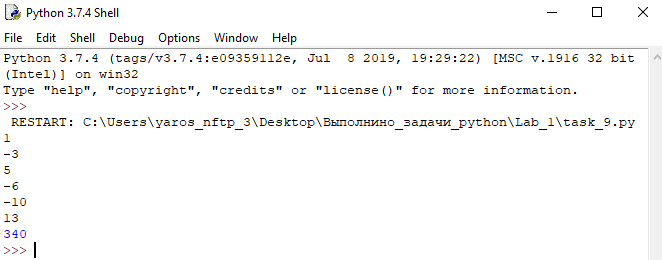 Python 3.7.4 Shell
File Edit Shell Debug Options Window Help
Python 3.7.4 (tags/v3.7.4:e09359112e, Jul  8 2019, 19:29:22) [MSC v.1916 32 bit
(Intel)] on win32
Type "help", "copyright", "credits" or "license()" for more information.
>>>
 RESTART: C:\Users\yaros_nftp_3\Desktop\Выполнино_задачи_python\Lab_1\task_9.py
1
-3
5
-6
-10
13
340
>>>